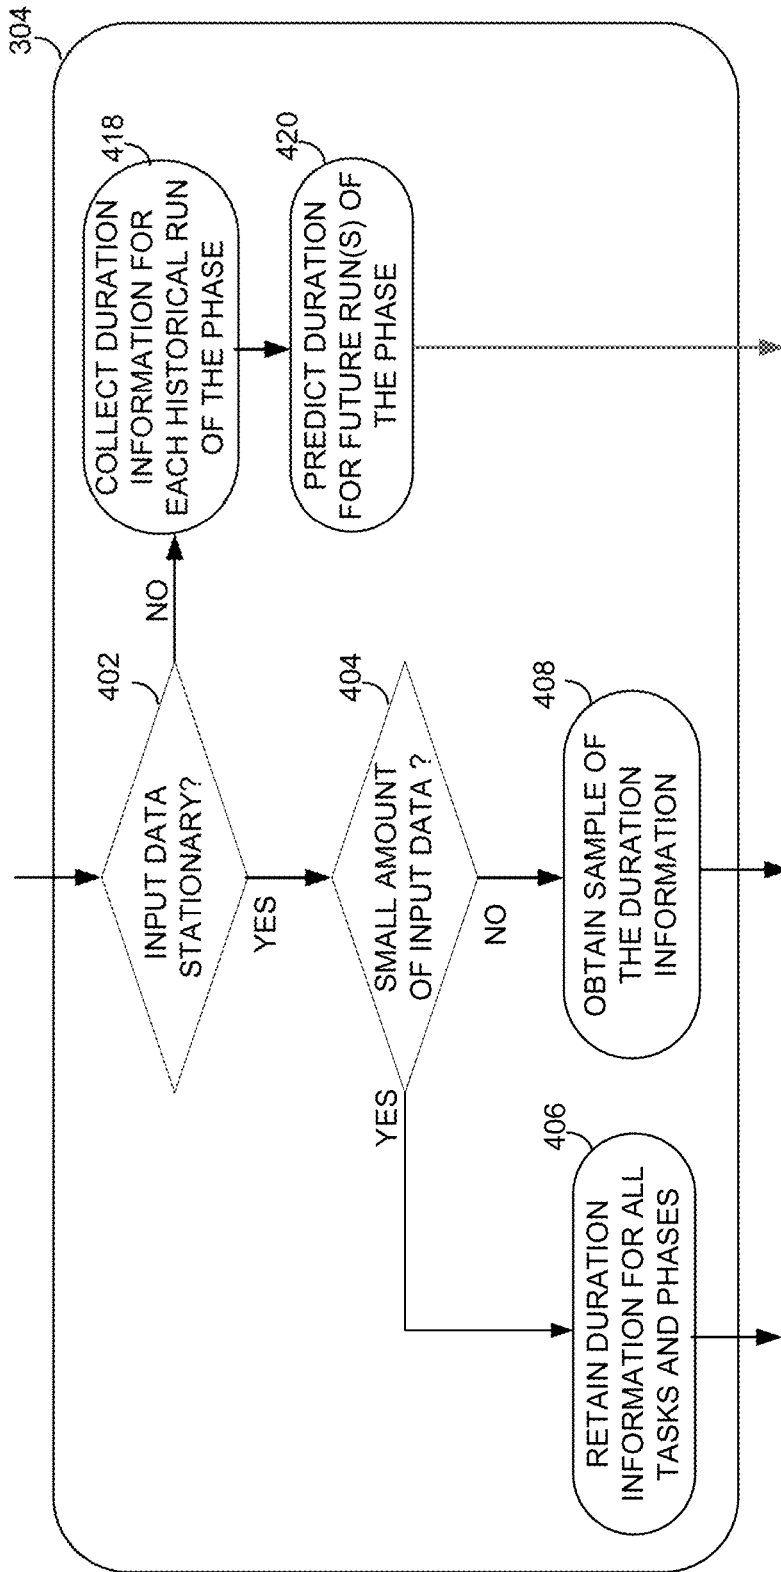 304
402
INPUT DATA
STATIONARY?
NO
418
COLLECT DURATION
INFORMATION FOR
EACH HISTORICAL RUN
OF THE PHASE
420
PREDICT DURATION
FOR FUTURE RUN(S) OF
THE PHASE
YES
404
SMALL AMOUNT
OF INPUT DATA ?
YES
NO
406
RETAIN DURATION
INFORMATION FOR ALL
TASKS AND PHASES
408
OBTAIN SAMPLE OF
THE DURATION
INFORMATION